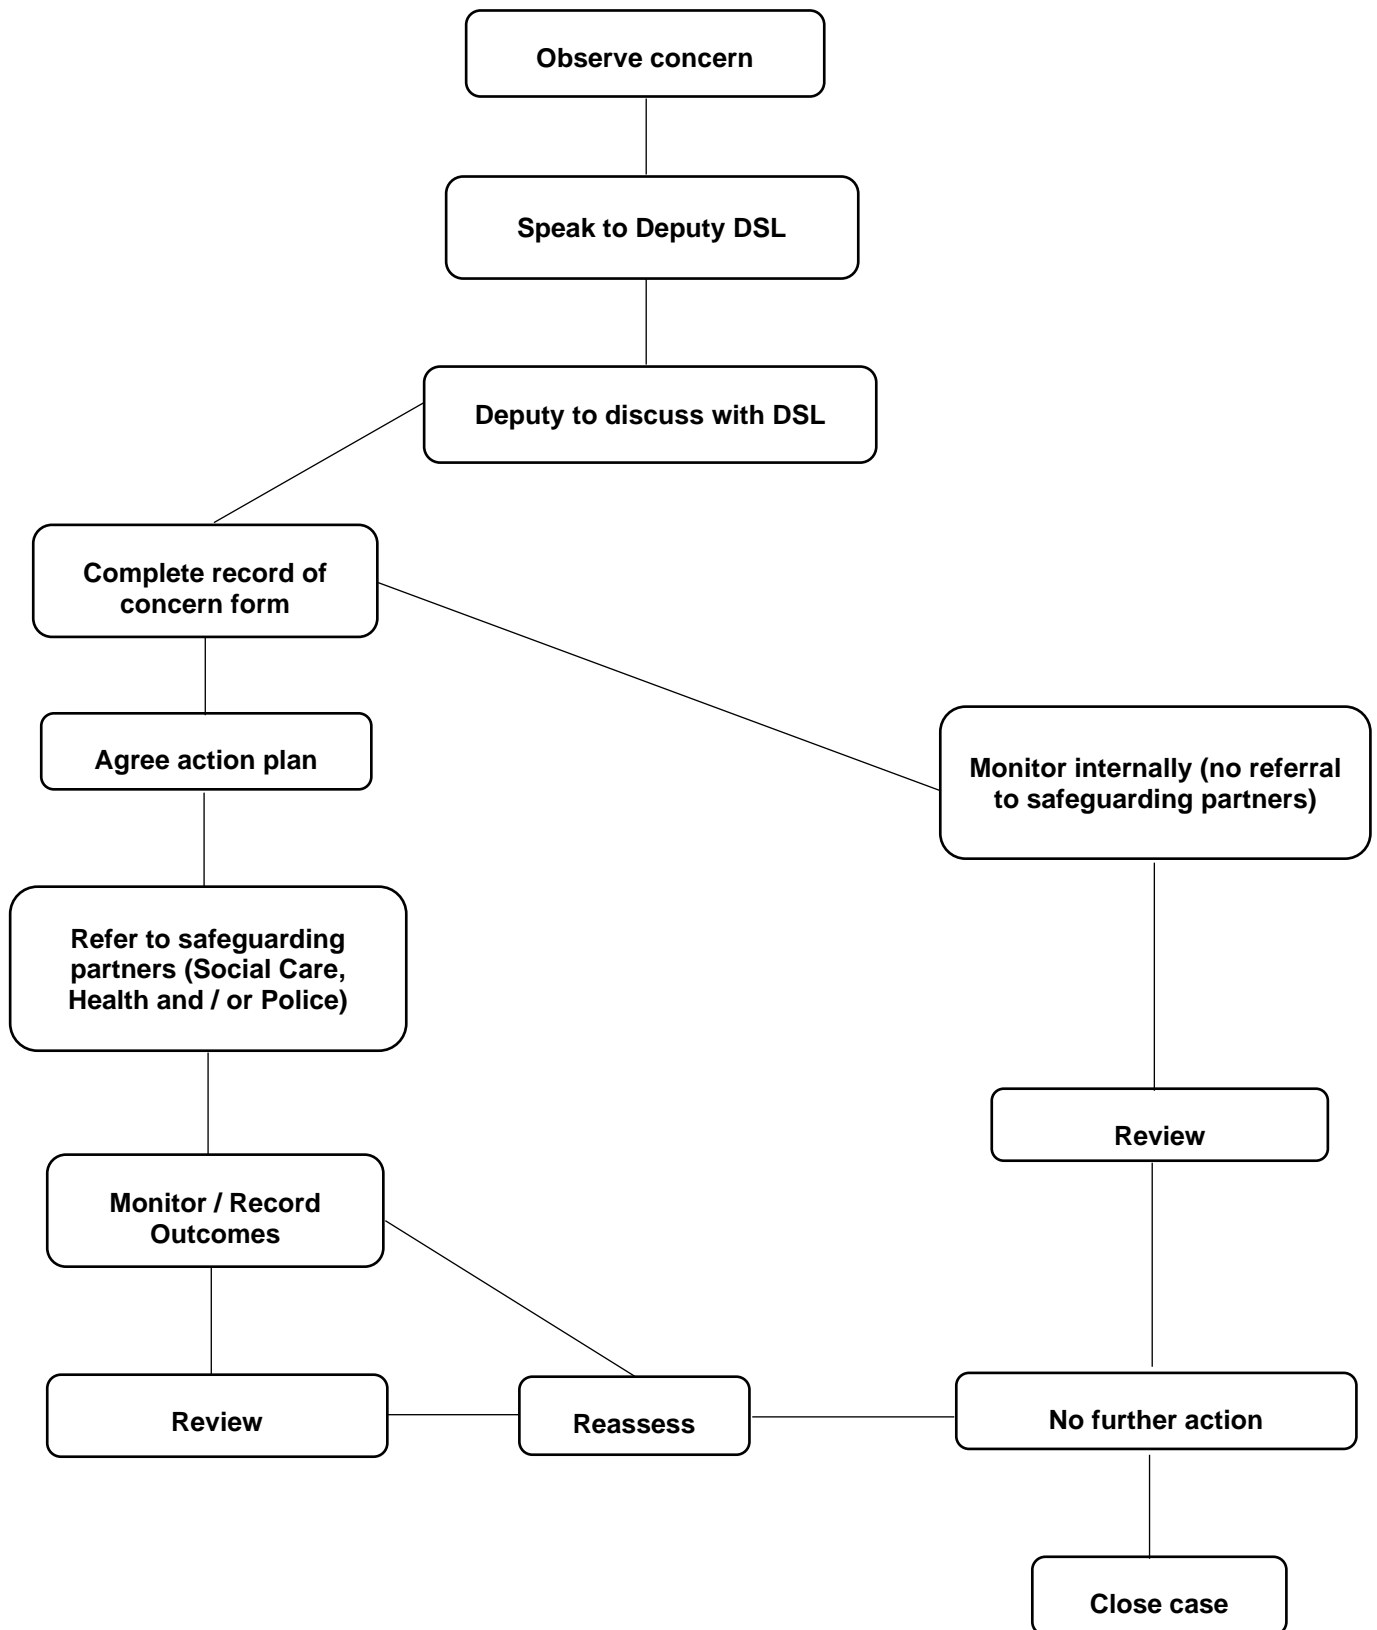 Observe concern
Speak to Deputy DSL
Deputy to discuss with DSL
Complete record of
concern form
Agree action plan
Monitor internally (no referral
to safeguarding partners)
Refer to safeguarding
partners (Social Care,
Health and / or Police)
Review
Monitor / Record
Outcomes
Review
Reassess
No further action
Close case